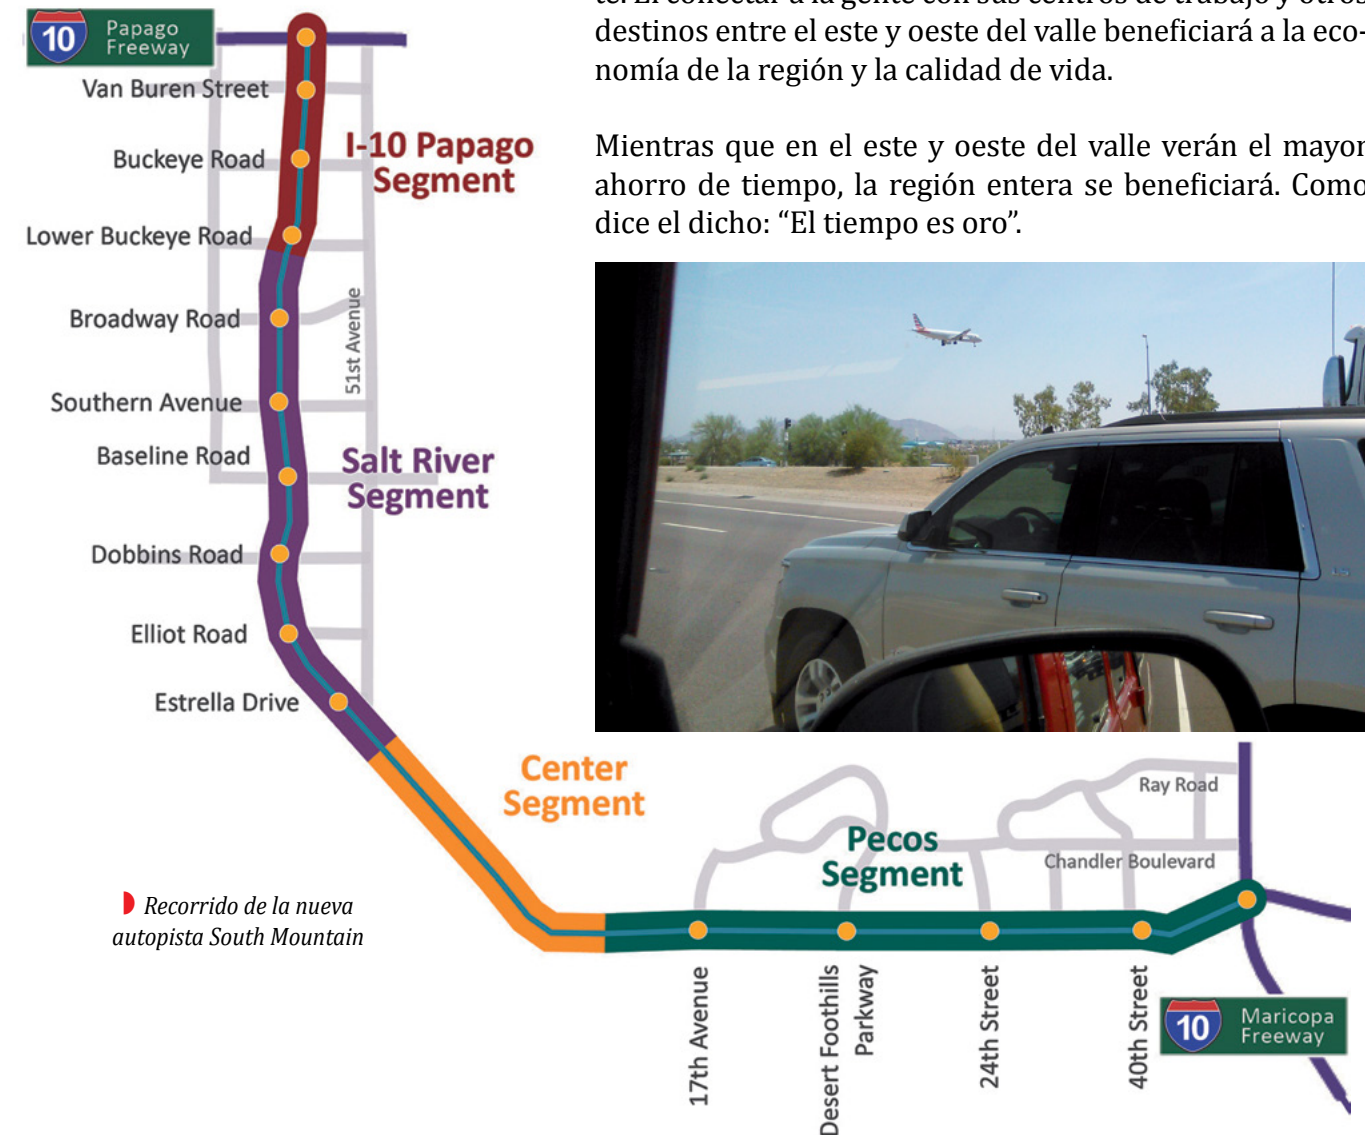 te. El conectar a la gente con sus centros de trabajo y otros
destinos entre el este y oeste del valle beneficiará a la eco-
nomía de la región y la calidad de vida.
Mientras que en el este y oeste del valle verán el mayor
ahorro de tiempo, la región entera se beneficiará. Como
dice el dicho: “El tiempo es oro”.
10
Papago
Freeway
Van Buren Street
Buckeye Road
I-10 Papago
Segment
Lower Buckeye Road
Broadway Road
51st Avenue
Southern Avenue
Baseline Road
Salt River
Segment
Dobbins Road
Elliot Road
Estrella Drive
Center
Segment
Ray Road
Pecos
Segment
Chandler Boulevard
Recorrido de la nueva
autopista South Mountain
17th Avenue
Desert Foothills
Parkway
24th Street
40th Street
10
Maricopa
Freeway